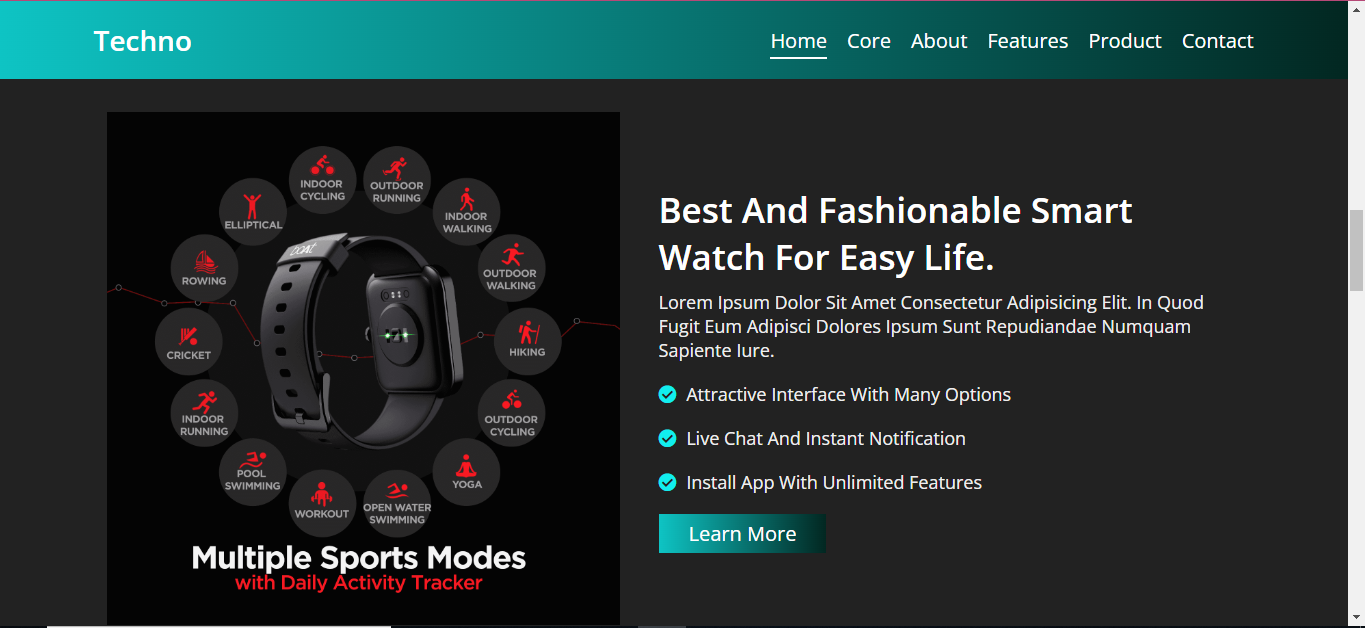 Techno
Home Core About Features Product Contact
INDOOR
CYCLING
OUTDOOR
RUNNING
INDOOR
WALKING
OUTDOOR
WALKING
HIKING
OUTDOOR
CYCLING
YOGA
OPEN WATER
SWIMMING
WORKOUT
POOL
SWIMMING
INDOOR
RUNNING
CRICKET
ROWING
ELLIPTICAL
boAt
Multiple Sports Modes
with Daily Activity Tracker
Best And Fashionable Smart
Watch For Easy Life.
Lorem Ipsum Dolor Sit Amet Consectetur Adipisicing Elit. In Quod
Fugit Eum Adipisci Dolores Ipsum Sunt Repudiandae Numquam
Sapiente Iure.
Attractive Interface With Many Options
Live Chat And Instant Notification
Install App With Unlimited Features
Learn More